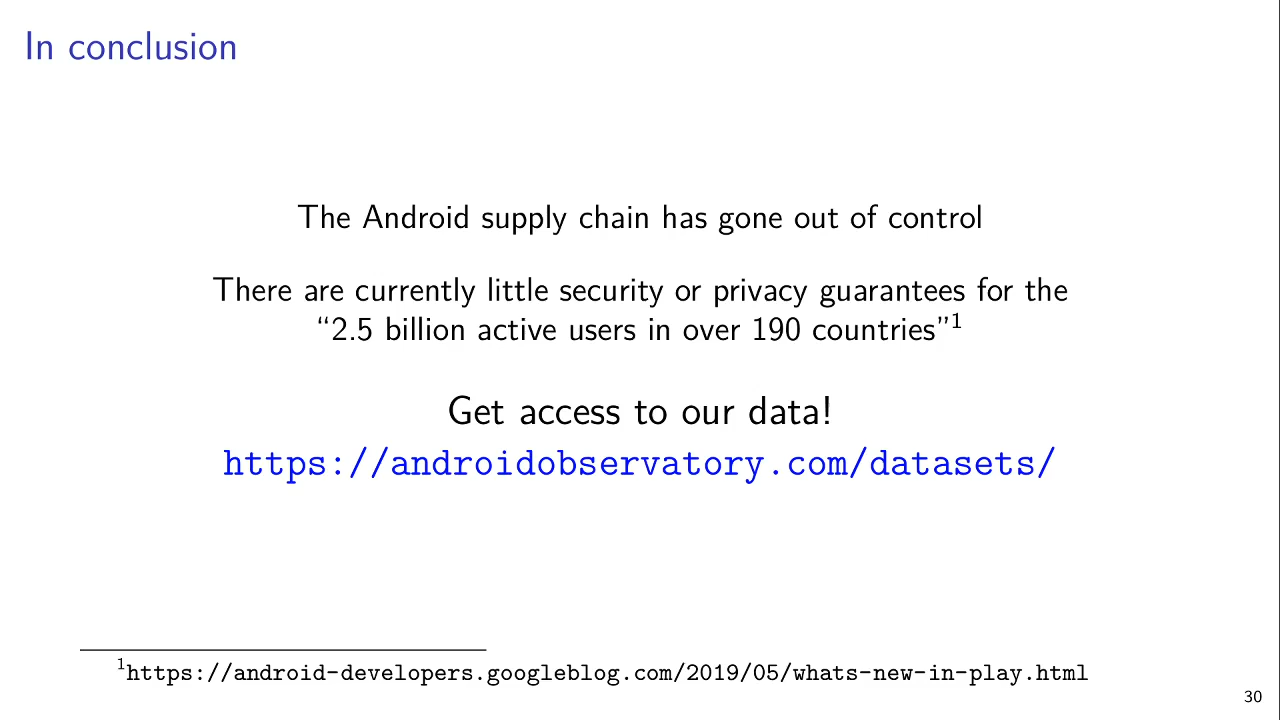 In conclusion
The Android supply chain has gone out of control
There are currently little security or privacy guarantees for the
“2.5 billion active users in over 190 countries”1
Get access to our data!
https://androidobservatory.com/datasets/
1https://android-developers.googleblog.com/2019/05/whats-new-in-play.html
30